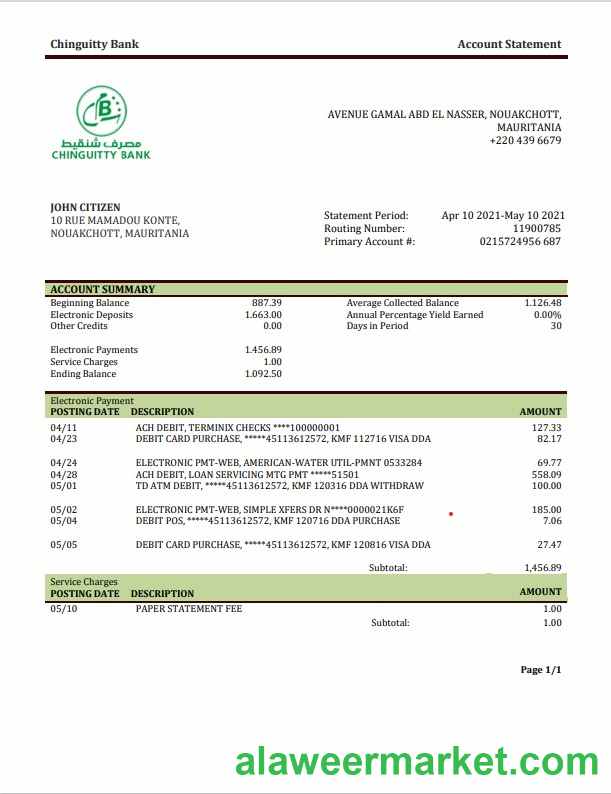 Chinguitty Bank Account Statement
B
مصرف شنقيط
CHINGUITTY BANK
AVENUE GAMAL ABD EL NASSER, NOUAKCHOTT,
MAURITANIA
+220 439 6679
JOHN CITIZEN
10 RUE MAMADOU KONTE,
NOUAKCHOTT, MAURITANIA
Statement Period: Apr 10 2021-May 10 2021
Routing Number: 11900785
Primary Account #: 0215724956 687
ACCOUNT SUMMARY
Beginning Balance 887.39 Average Collected Balance 1.126.48
Electronic Deposits 1.663.00 Annual Percentage Yield Earned 0.00%
Other Credits 0.00 Days in Period 30
Electronic Payments 1.456.89
Service Charges 1.00
Ending Balance 1.092.50
Electronic Payment
POSTING DATE DESCRIPTION AMOUNT
04/11 ACH DEBIT, TERMINIX CHECKS ****100000001 127.33
04/23 DEBIT CARD PURCHASE, *****45113612572, KMF 112716 VISA DDA 82.17
04/24 ELECTRONIC PMT-WEB, AMERICAN-WATER UTIL-PMNT 0533284 69.77
04/28 ACH DEBIT, LOAN SERVICING MTG PMT *****51501 558.09
05/01 TD ATM DEBIT, *****45113612572, KMF 120316 DDA WITHDRAW 100.00
05/02 ELECTRONIC PMT-WEB, SIMPLE XFERS DR N****0000021K6F 185.00
05/04 DEBIT POS, *****45113612572, KMF 120716 DDA PURCHASE 7.06
05/05 DEBIT CARD PURCHASE, *****45113612572, KMF 120816 VISA DDA 27.47
Subtotal: 1,456.89
Service Charges
POSTING DATE DESCRIPTION AMOUNT
05/10 PAPER STATEMENT FEE 1.00
Subtotal: 1.00
Page 1/1
alaweermarket.com